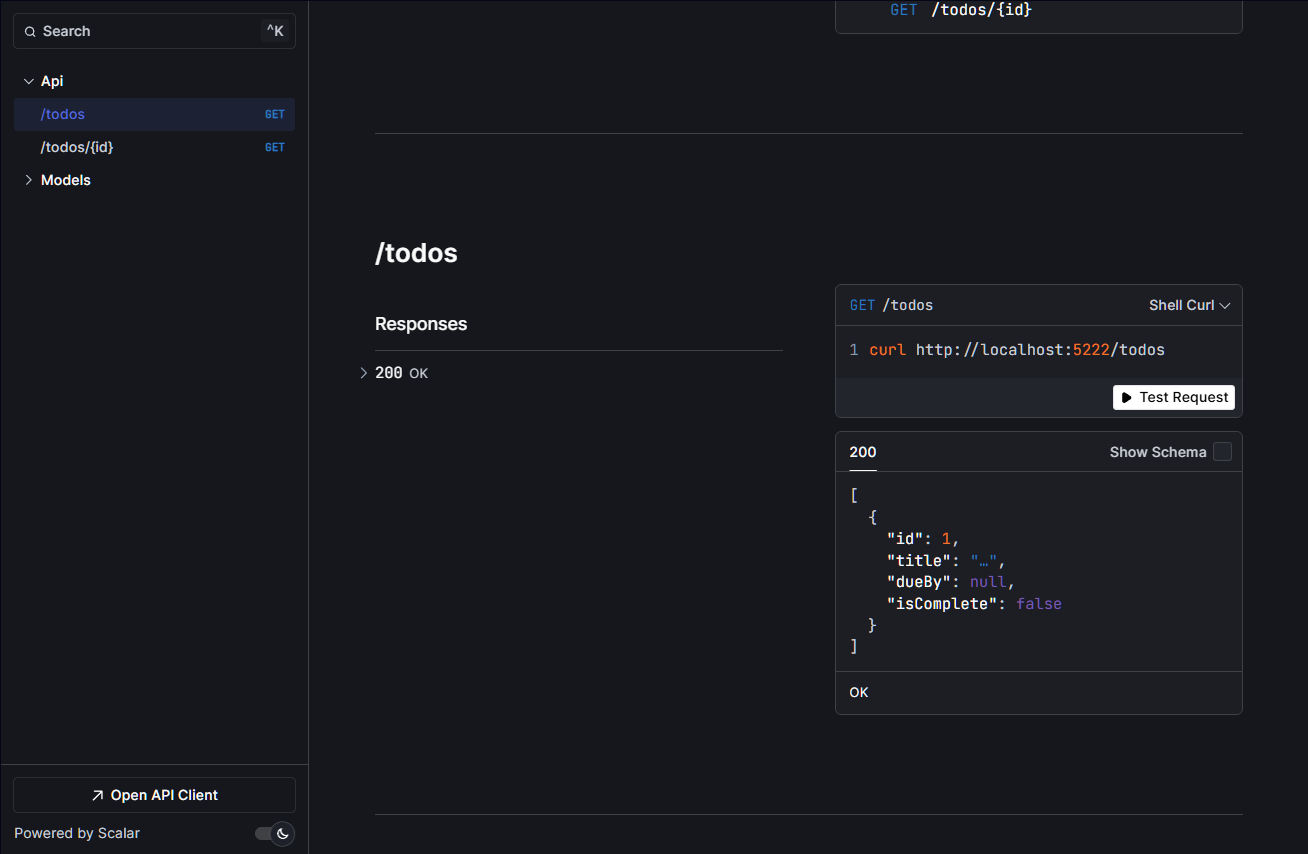 Search ^K
Api
/todos GET
/todos/{id} GET
Models
Open API Client
Powered by Scalar
GET /todos/{id}
/todos
Responses
200 OK
GET /todos Shell Curl
1 curl http://localhost:5222/todos
Test Request
200 Show Schema
[
{
"id": 1,
"title": "…",
"dueBy": null,
"isComplete": false
}
]
OK